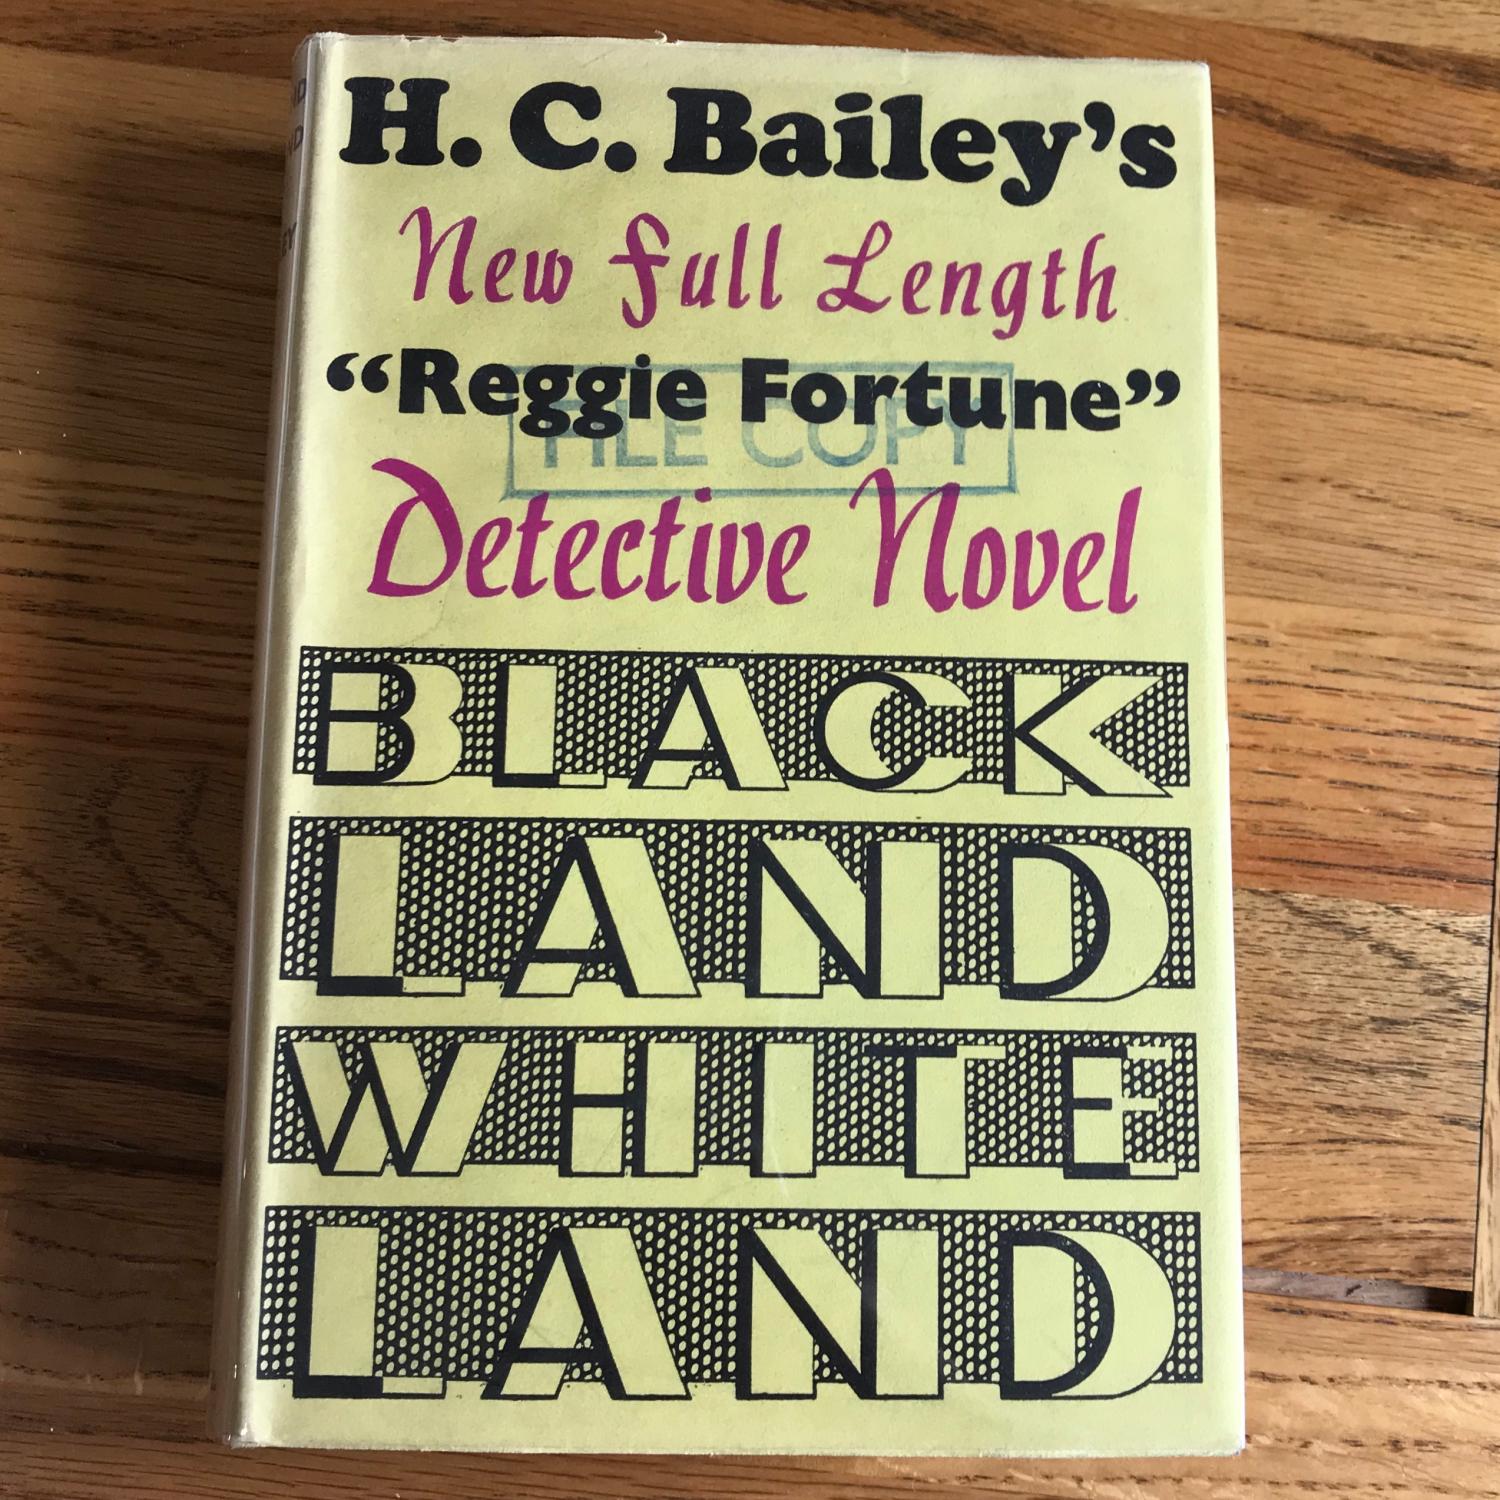 H. C. Bailey's
New Full Length
“Reggie Fortune”
FILE COPY
Detective Novel
BLACK
LAND
WHITE
LAND